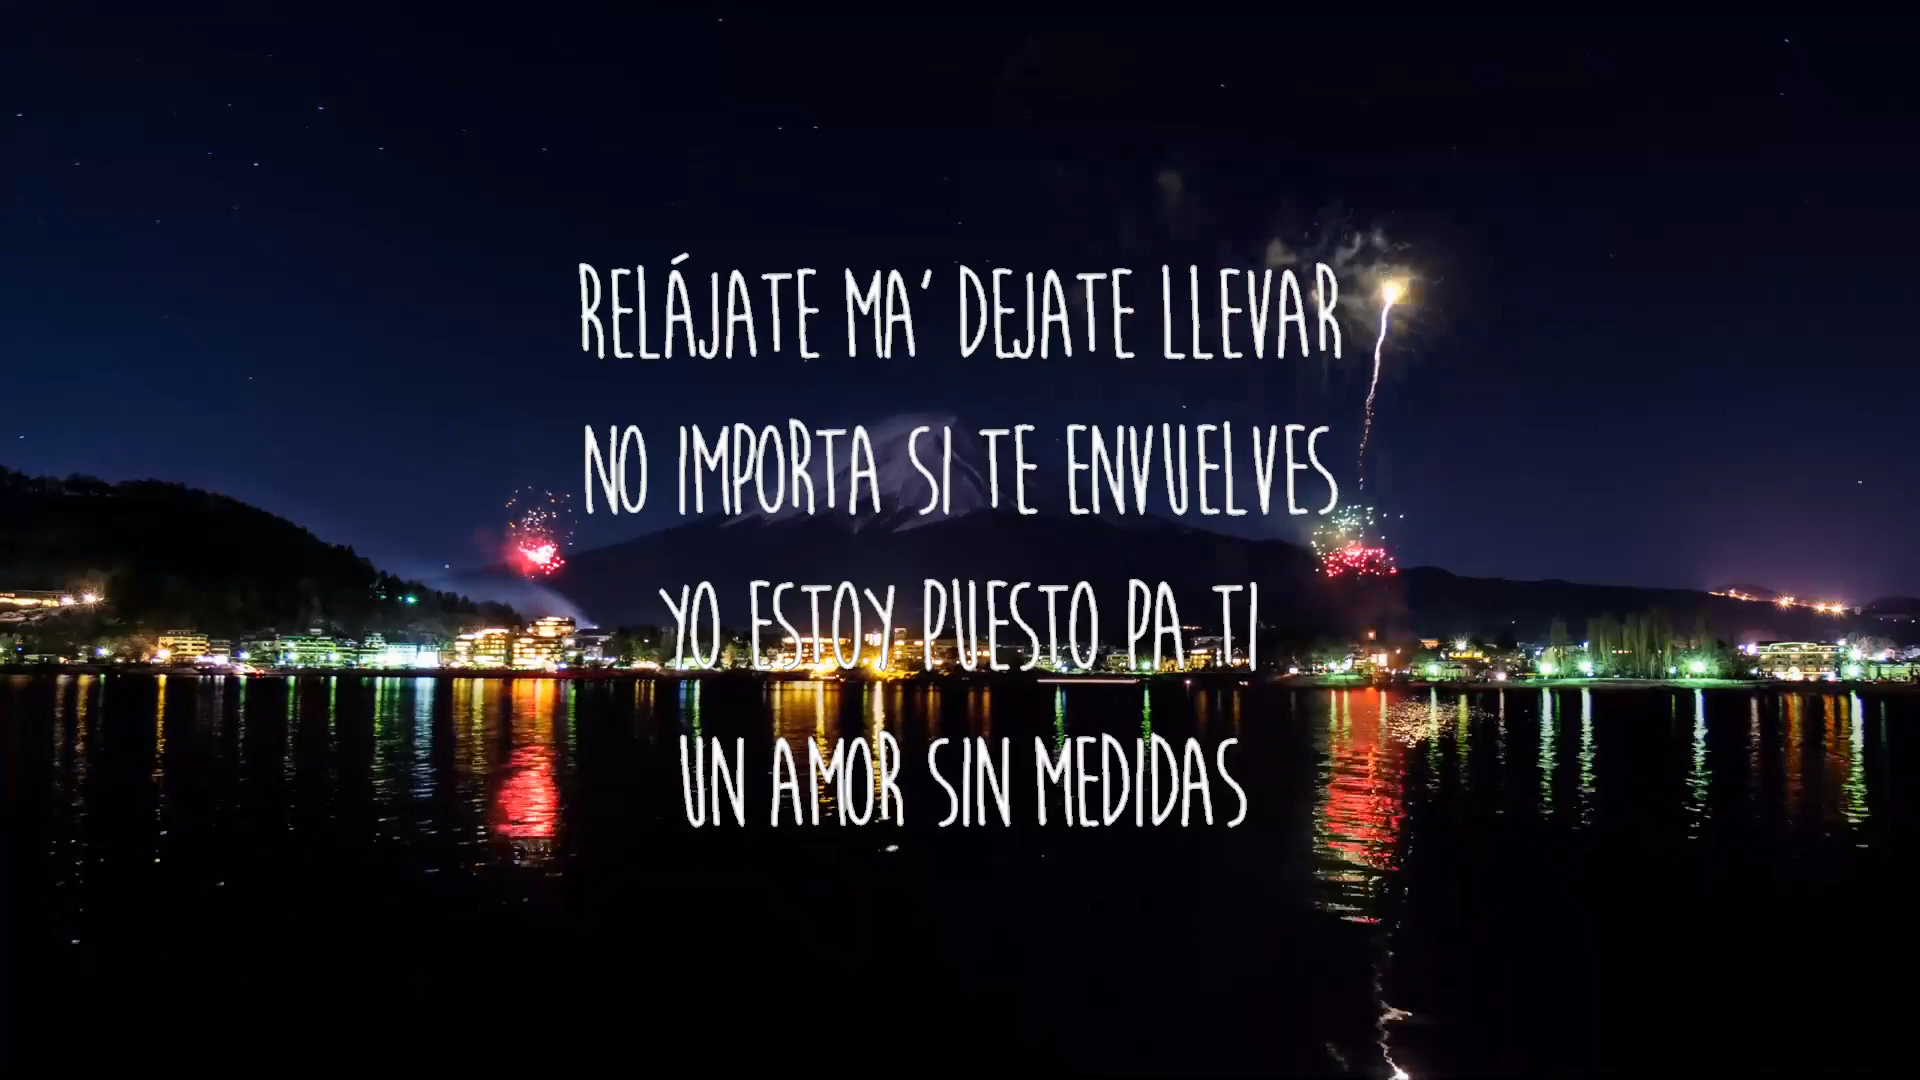 RELÁJATE MA' DEJATE LLEVAR
NO IMPORTA SI TE ENVUELVES
YO ESTOY PUESTO PA TI
UN AMOR SIN MEDIDAS